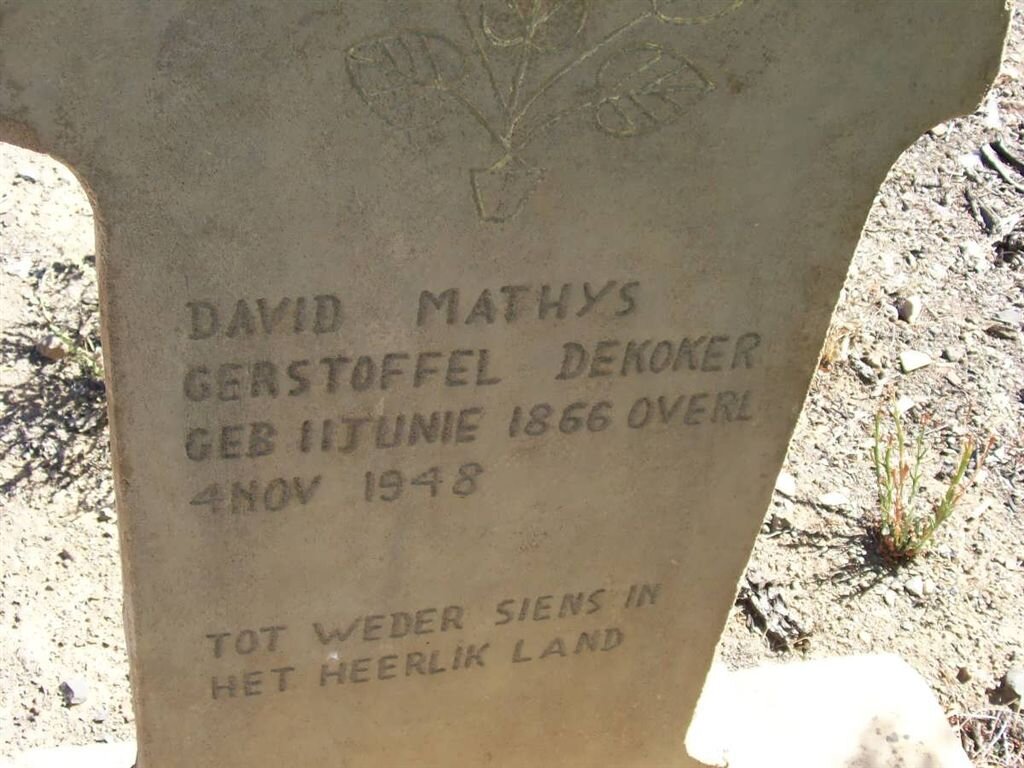 DAVID MATHYS
GERSTOFFEL DEKOKER
GEB 11 JUNIE 1866 OVERL
4 NOV 1948
TOT WEDER SIENS IN
HET HEERLIK LAND